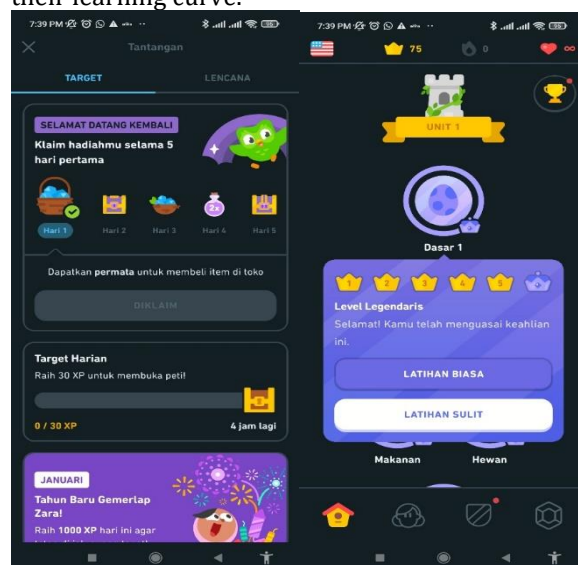 their learning curve.
7:39 PM
Tantangan
TARGET LENCANA
SELAMAT DATANG KEMBALI
Klaim hadiahmu selama 5
hari pertama
2x
Hari 1 Hari 2 Hari 3 Hari 4 Hari 5
Dapatkan permata untuk membeli item di toko
DIKLAIM
Target Harian
Raih 30 XP untuk membuka peti!
0 / 30 XP 4 jam lagi
JANUARI
Tahun Baru Gemerlap
Zara!
Raih 1000 XP hari ini agar
7:39 PM
75 0 ∞
UNIT 1
Dasar 1
1 2 3 4 5
Level Legendaris
Selamat! Kamu telah menguasai keahlian
ini.
LATIHAN BIASA
LATIHAN SULIT
Makanan Hewan